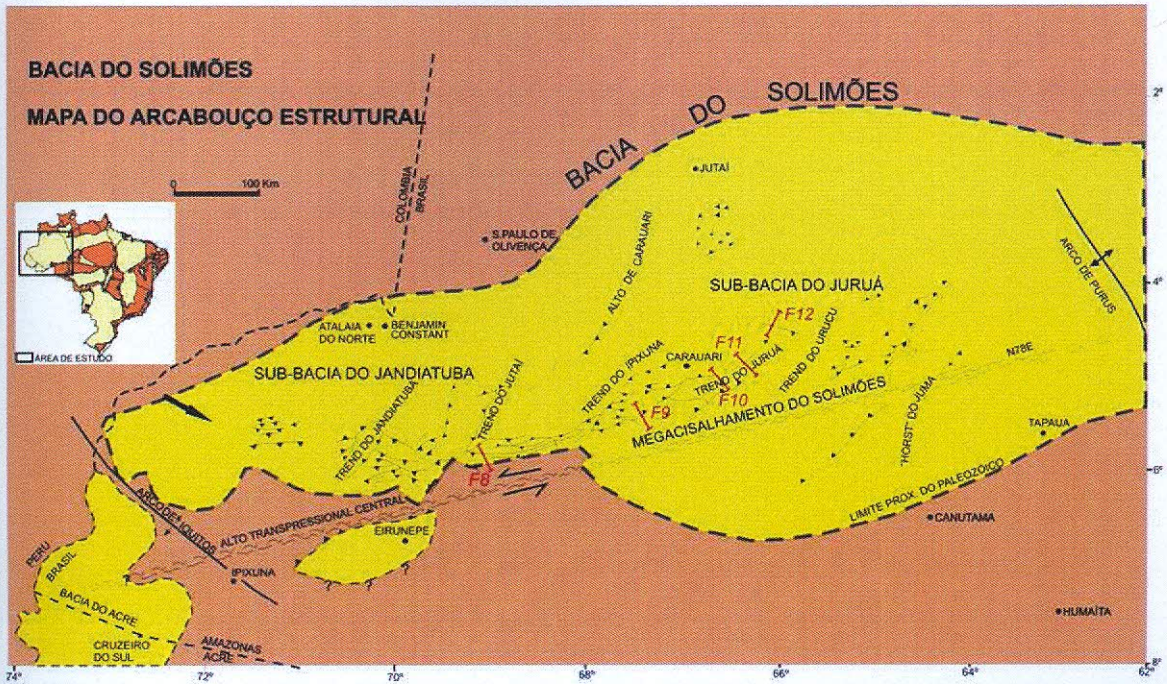 BACIA DO SOLIMÕES
MAPA DO ARCABOUÇO ESTRUTURAL
0 100 Km
ÁREA DE ESTUDO
COLOMBIA
BRASIL
BACIA DO SOLIMÕES
2°
JUTAÍ
S.PAULO DE
OLIVENÇA
ALTO DE CARAUARI
ARCO DE PURUS
4°
SUB-BACIA DO JURUÁ
ATALAIA
DO NORTE
BENJAMIN
CONSTANT
F12
F11
TREND DO URUCU
SUB-BACIA DO JANDIATUBA
TREND DO IPIXUNA
CARAUARI
TREND DO JURUÁ
N78E
TREND DO JUTAÍ
F10
F9
MEGACISALHAMENTO DO SOLIMÕES
TREND DO JANDIATUBA
"HORST" DO JUMA
TAPAUA
F8
6°
LIMITE PROX. DO PALEOZÓICO
ARCO DE IQUITOS
ALTO TRANSPRESSIONAL CENTRAL
CANUTAMA
EIRUNEPE
?
?
?
?
PERU
BRASIL
IPIXUNA
BACIA DO ACRE
HUMAÍTA
CRUZEIRO
DO SUL
AMAZONAS
ACRE
8°
74° 72° 70° 68° 66° 64° 62°